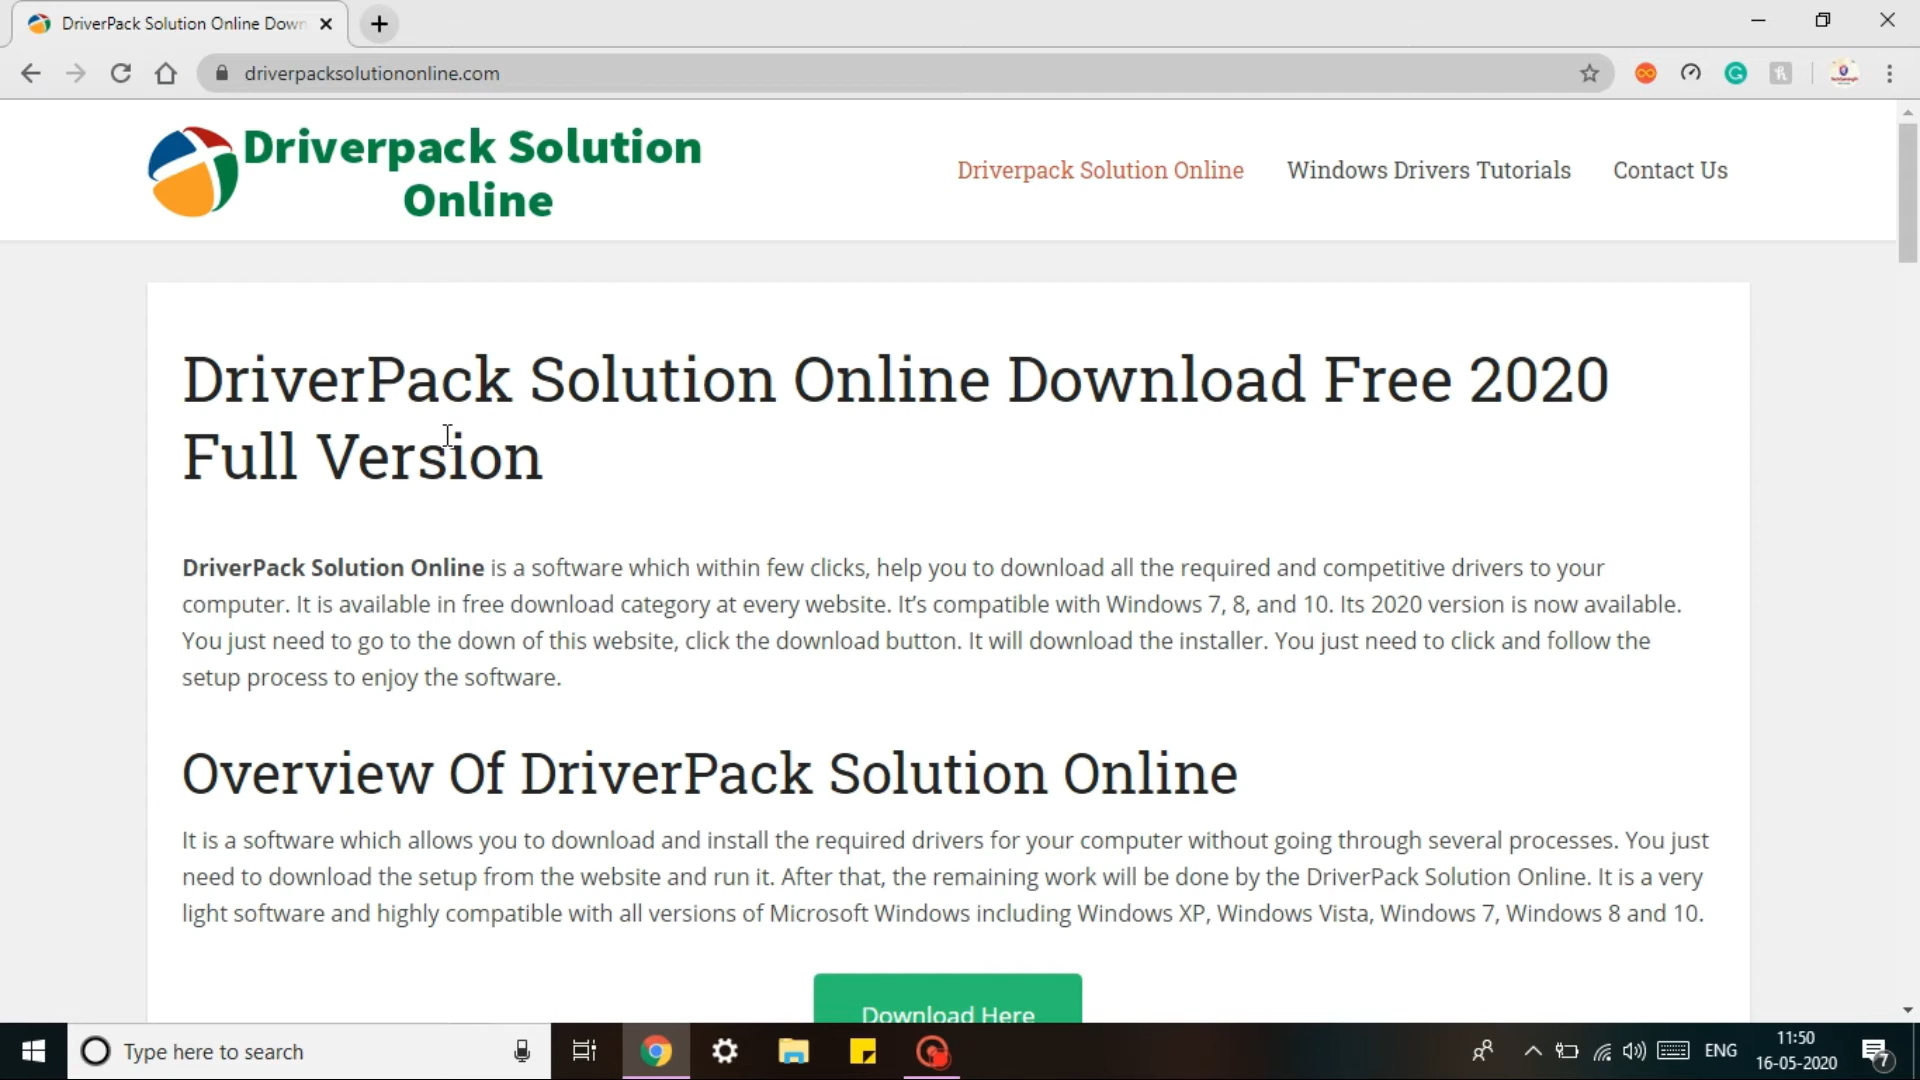 DriverPack Solution Online Down
driverpacksolutiononline.com
Driverpack Solution
Online
Driverpack Solution Online
Windows Drivers Tutorials
Contact Us
DriverPack Solution Online Download Free 2020
Full Version
DriverPack Solution Online is a software which within few clicks, help you to download all the required and competitive drivers to your
computer. It is available in free download category at every website. It’s compatible with Windows 7, 8, and 10. Its 2020 version is now available.
You just need to go to the down of this website, click the download button. It will download the installer. You just need to click and follow the
setup process to enjoy the software.
Overview Of DriverPack Solution Online
It is a software which allows you to download and install the required drivers for your computer without going through several processes. You just
need to download the setup from the website and run it. After that, the remaining work will be done by the DriverPack Solution Online. It is a very
light software and highly compatible with all versions of Microsoft Windows including Windows XP, Windows Vista, Windows 7, Windows 8 and 10.
Download Here
Type here to search
ENG
11:50
16-05-2020
7